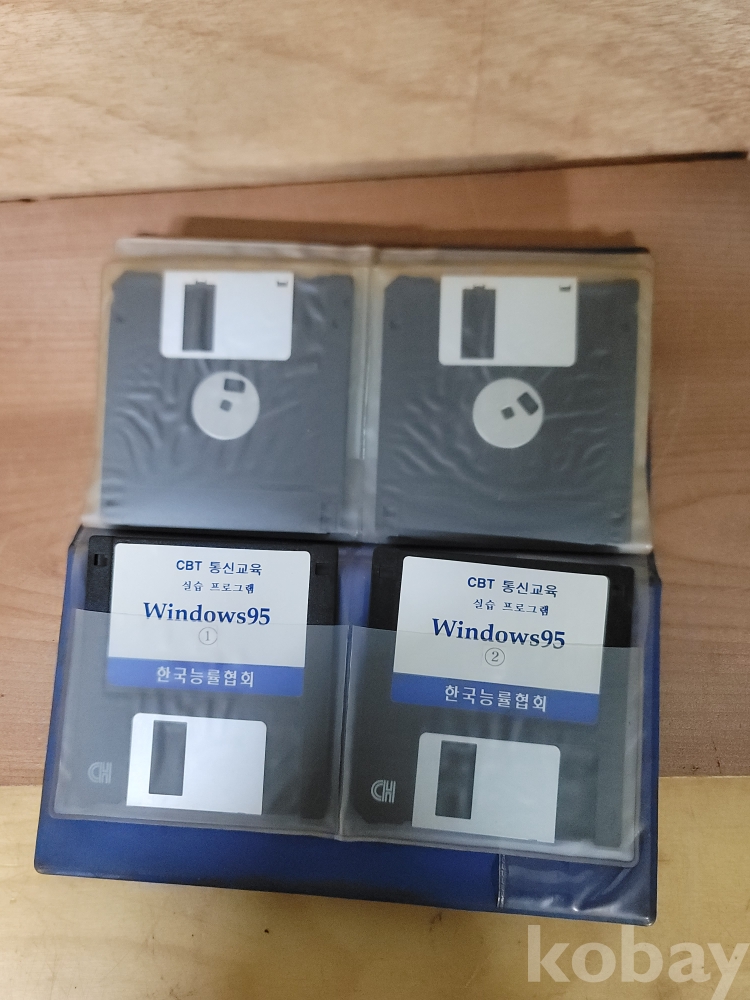 CBT 통신교육
실습 프로그램
Windows95
①
한국능률협회
CBT 통신교육
실습 프로그램
Windows95
②
한국능률협회
CH
CH
kobay